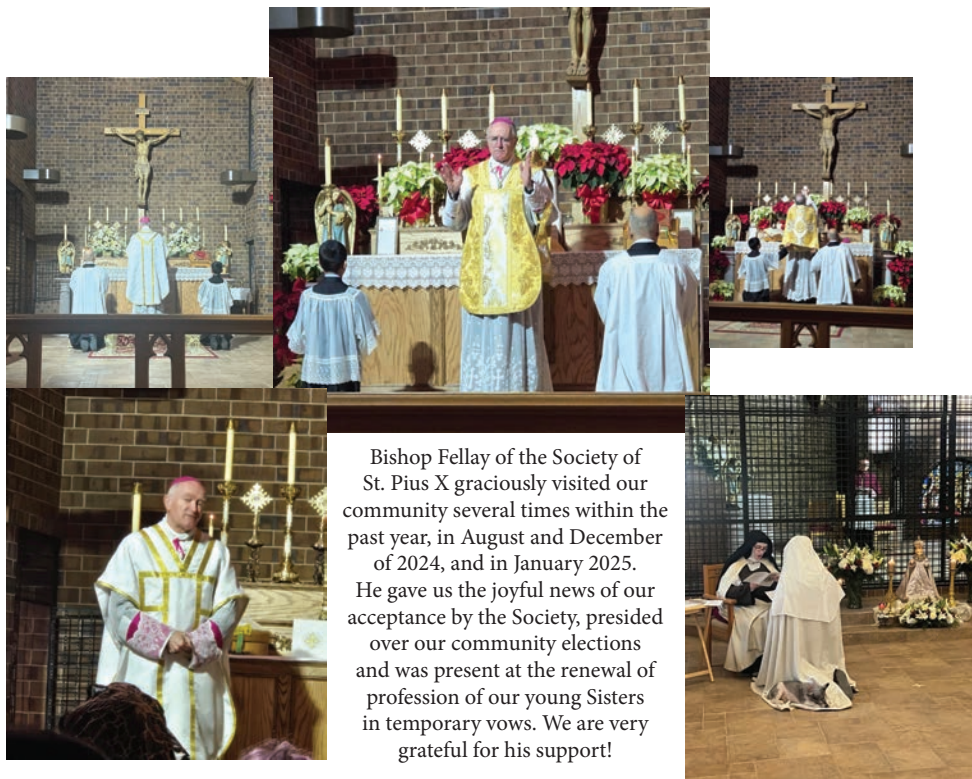 Bishop Fellay of the Society of
St. Pius X graciously visited our
community several times within the
past year, in August and December
of 2024, and in January 2025.
He gave us the joyful news of our
acceptance by the Society, presided
over our community elections
and was present at the renewal of
profession of our young Sisters
in temporary vows. We are very
grateful for his support!